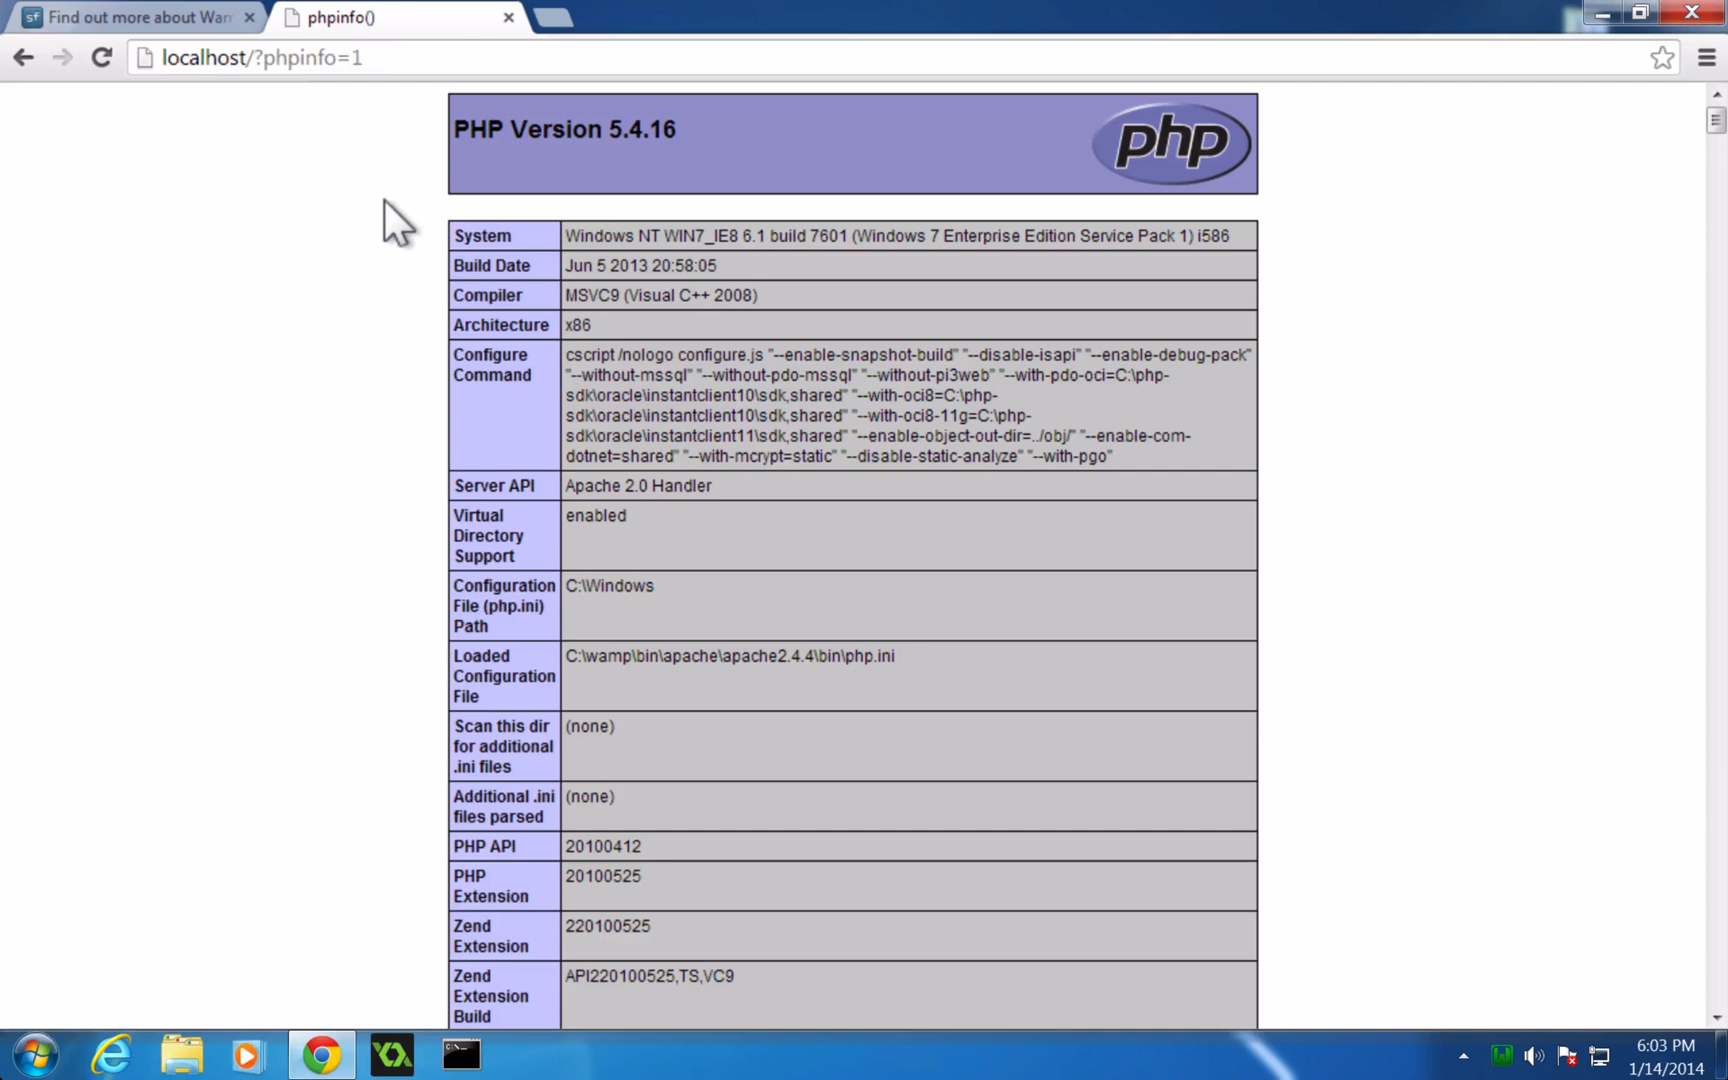 sf Find out more about Wam
phpinfo()
localhost/?phpinfo=1
PHP Version 5.4.16
php
System
Windows NT WIN7_IE8 6.1 build 7601 (Windows 7 Enterprise Edition Service Pack 1) i586
Build Date
Jun 5 2013 20:58:05
Compiler
MSVC9 (Visual C++ 2008)
Architecture
x86
Configure
Command
cscript /nologo configure.js "--enable-snapshot-build" "--disable-isapi" "--enable-debug-pack"
"--without-mssql" "--without-pdo-mssql" "--without-pi3web" "--with-pdo-oci=C:\php-
sdk\oracle\instantclient10\sdk,shared" "--with-oci8=C:\php-
sdk\oracle\instantclient10\sdk,shared" "--with-oci8-11g=C:\php-
sdk\oracle\instantclient11\sdk,shared" "--enable-object-out-dir=../obj/" "--enable-com-
dotnet=shared" "--with-mcrypt=static" "--disable-static-analyze" "--with-pgo"
Server API
Apache 2.0 Handler
Virtual
Directory
Support
enabled
Configuration
File (php.ini)
Path
C:\Windows
Loaded
Configuration
File
C:\wamp\bin\apache\apache2.4.4\bin\php.ini
Scan this dir
for additional
.ini files
(none)
Additional .ini
files parsed
(none)
PHP API
20100412
PHP
Extension
20100525
Zend
Extension
220100525
Zend
Extension
Build
API220100525,TS,VC9
6:03 PM
1/14/2014